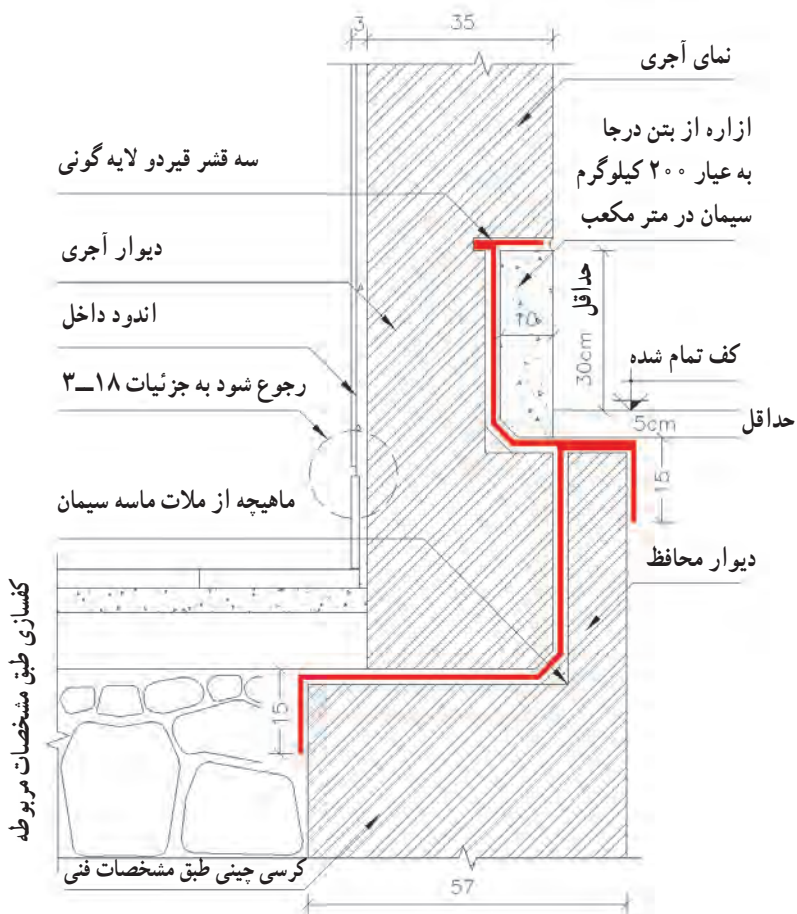 3
35
نمای آجری
ازاره از بتن درجا
به عیار ۲۰۰ کیلوگرم
سیمان در متر مکعب
سه قشر قیردو لایه گونی
دیوار آجری
اندود داخل
رجوع شود به جزئیات ۱۸ــ۳
ماهیچه از ملات ماسه سیمان
حداقل
30cm
10
کف تمام شده
حداقل
5cm
15
دیوار محافظ
15
کفسازی طبق مشخصات مربوطه
کرسی چینی طبق مشخصات فنی
57